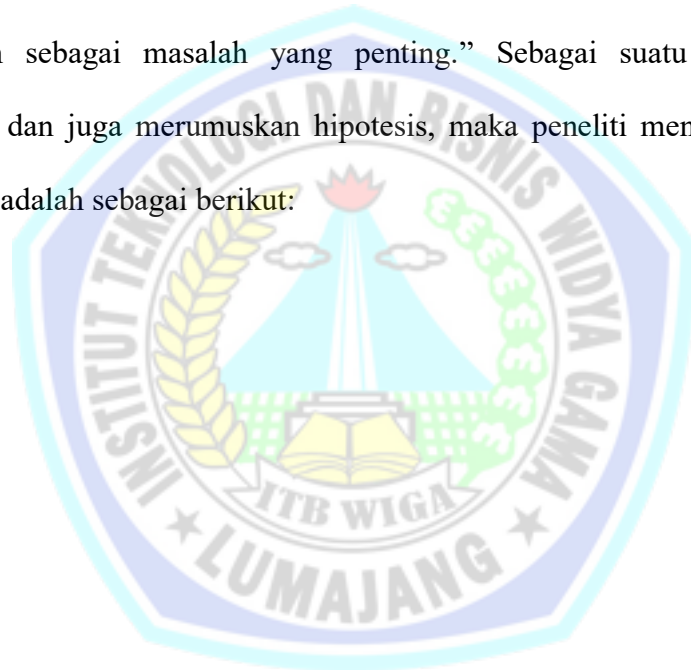 sebagai masalah yang penting.” Sebagai suatu
dan juga merumuskan hipotesis, maka peneliti
adalah sebagai berikut:
INSTITUT TEKNOLOGI DAN BISNIS WIDYA GAMA
ITB WIGA
LUMAJANG